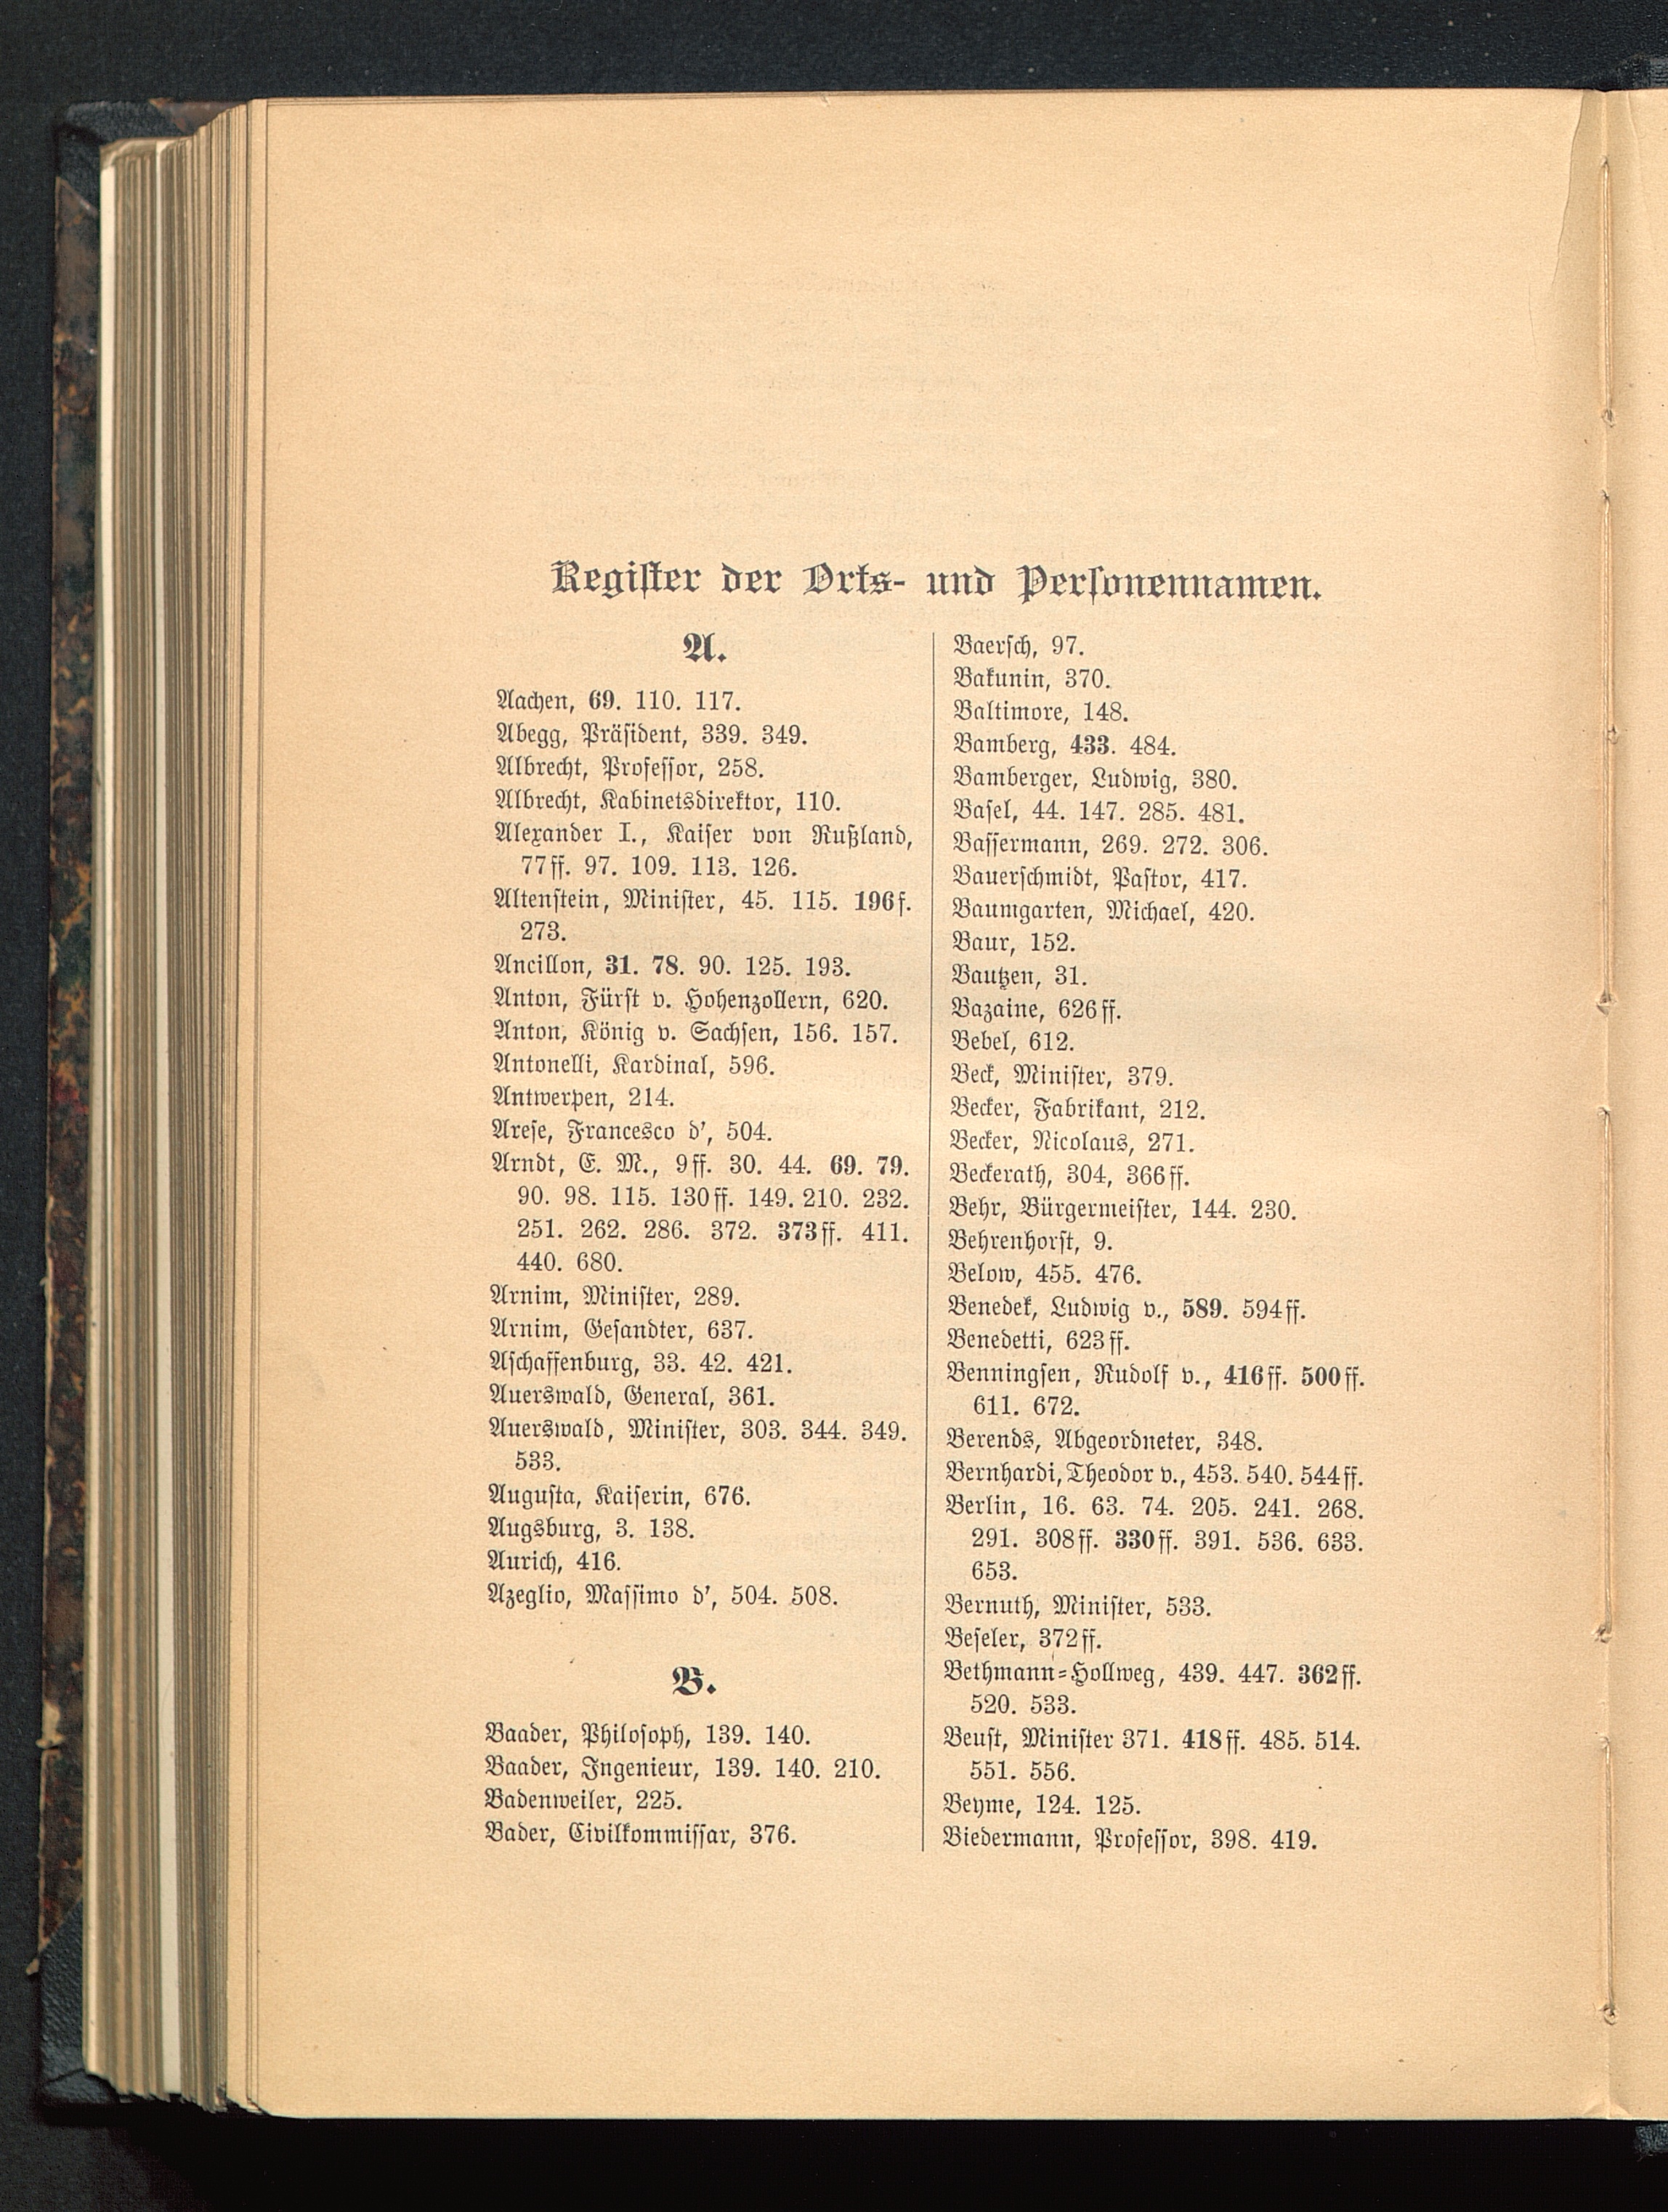 Register der Orts- und Personennamen.
A.
Aachen, 69. 110. 117.
Abegg, Präsident, 339. 349.
Albrecht, Professor, 258.
Albrecht, Kabinetsdirektor, 110.
Alexander I., Kaiser von Rußland,
77ff. 97. 109. 113. 126.
Altenstein, Minister, 45. 115. 196f.
273.
Ancillon, 31. 78. 90. 125. 193.
Anton, Fürst v. Hohenzollern, 620.
Anton, König v. Sachsen, 156. 157.
Antonelli, Kardinal, 596.
Antwerpen, 214.
Arese, Francesco d', 504.
Arndt, E. M., 9ff. 30. 44. 69. 79.
90. 98. 115. 130ff. 149. 210. 232.
251. 262. 286. 372. 373ff. 411.
440. 680.
Arnim, Minister, 289.
Arnim, Gesandter, 637.
Aschaffenburg, 33. 42. 421.
Auerswald, General, 361.
Auerswald, Minister, 303. 344. 349.
533.
Augusta, Kaiserin, 676.
Augsburg, 3. 138.
Aurich, 416.
Azeglio, Massimo d', 504. 508.
B.
Baader, Philosoph, 139. 140.
Baader, Ingenieur, 139. 140. 210.
Badenweiler, 225.
Bader, Civilkommissar, 376.
Baersch, 97.
Bakunin, 370.
Baltimore, 148.
Bamberg, 433. 484.
Bamberger, Ludwig, 380.
Basel, 44. 147. 285. 481.
Bassermann, 269. 272. 306.
Bauerschmidt, Pastor, 417.
Baumgarten, Michael, 420.
Baur, 152.
Bautzen, 31.
Bazaine, 626ff.
Bebel, 612.
Beck, Minister, 379.
Becker, Fabrikant, 212.
Becker, Nicolaus, 271.
Beckerath, 304, 366ff.
Behr, Bürgermeister, 144. 230.
Behrenhorst, 9.
Below, 455. 476.
Benedek, Ludwig v., 589. 594ff.
Benedetti, 623ff.
Benningsen, Rudolf v., 416ff. 500ff.
611. 672.
Berends, Abgeordneter, 348.
Bernhardi, Theodor v., 453. 540. 544ff.
Berlin, 16. 63. 74. 205. 241. 268.
291. 308ff. 330ff. 391. 536. 633.
653.
Bernuth, Minister, 533.
Beseler, 372ff.
Bethmann-Hollweg, 439. 447. 362ff.
520. 533.
Beust, Minister 371. 418ff. 485. 514.
551. 556.
Beyme, 124. 125.
Biedermann, Professor, 398. 419.